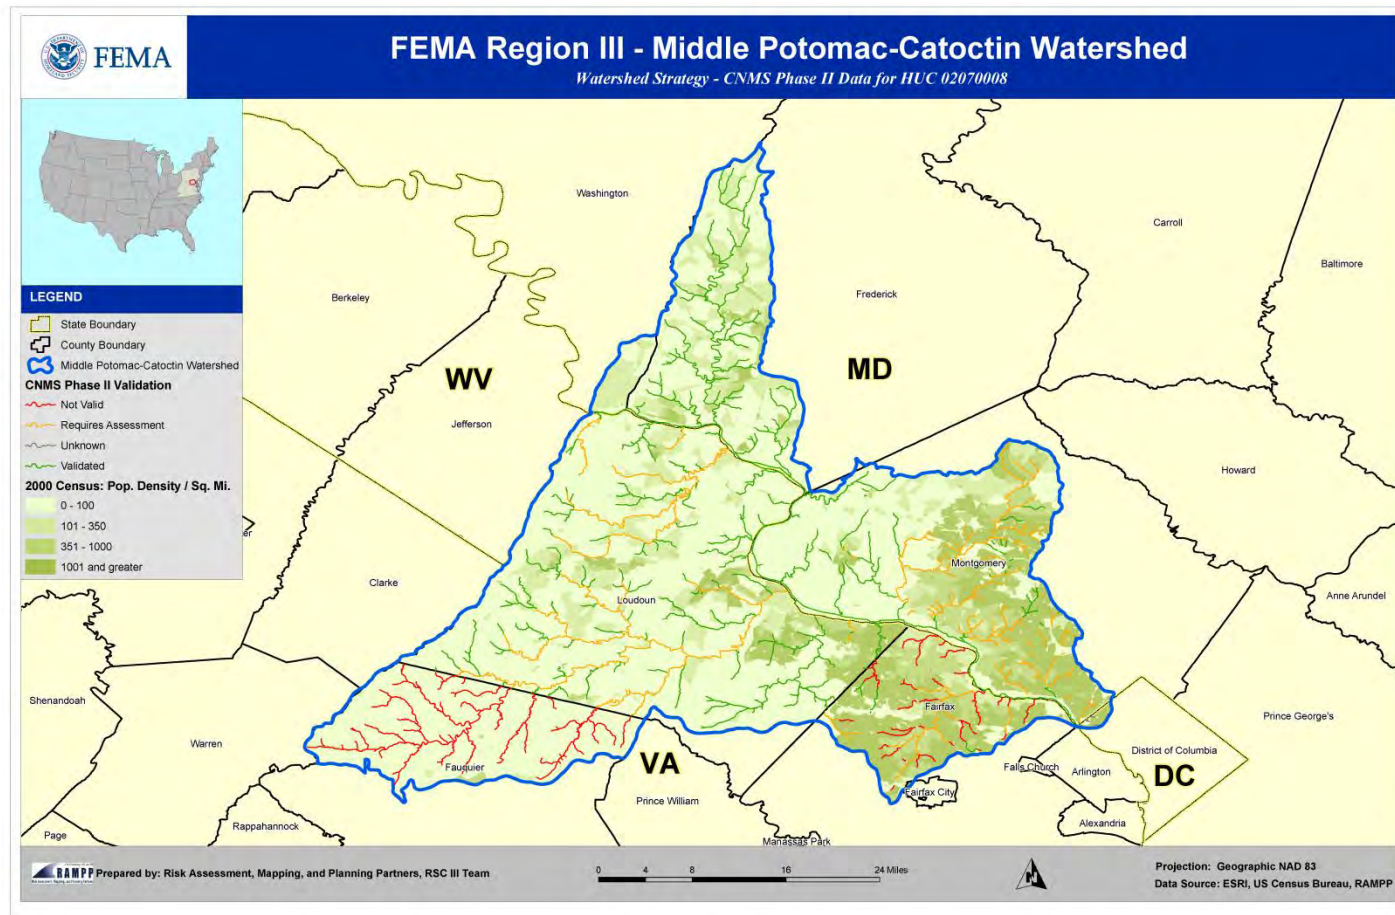 FEMA
FEMA Region III - Middle Potomac-Catoctin Watershed
Watershed Strategy - CNMS Phase II Data for HUC 02070008
LEGEND
State Boundary
County Boundary
Middle Potomac-Catoctin Watershed
CNMS Phase II Validation
Not Valid
Requires Assessment
Unknown
Validated
2000 Census: Pop. Density / Sq. Mi.
0 - 100
101 - 350
351 - 1000
1001 and greater
Washington
Carroll
Baltimore
Berkeley
Frederick
WV
MD
Jefferson
Howard
er
Montgomery
Clarke
Loudoun
Anne Arundel
Shenandoah
Fairfax
Prince George's
Warren
District of Columbia
Fauquier
VA
Falls Church
Arlington
DC
Prince William
Fairfax City
Alexandria
Rappahannock
Page
Manassas Park
RAMPP
Prepared by: Risk Assessment, Mapping, and Planning Partners, RSC III Team
0 4 8 16 24 Miles
Projection: Geographic NAD 83
Data Source: ESRI, US Census Bureau, RAMPP